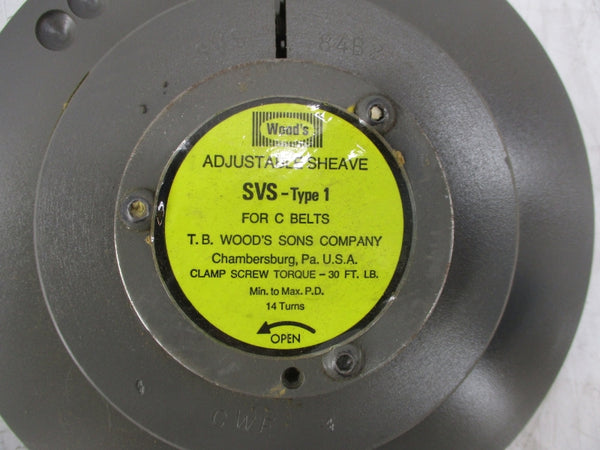 Wood's
ADJUSTABLE SHEAVE
SVS - Type 1
FOR C BELTS
T. B. WOOD'S SONS COMPANY
Chambersburg, Pa. U.S.A.
CLAMP SCREW TORQUE - 30 FT. LB.
Min. to Max. P.D.
14 Turns
OPEN